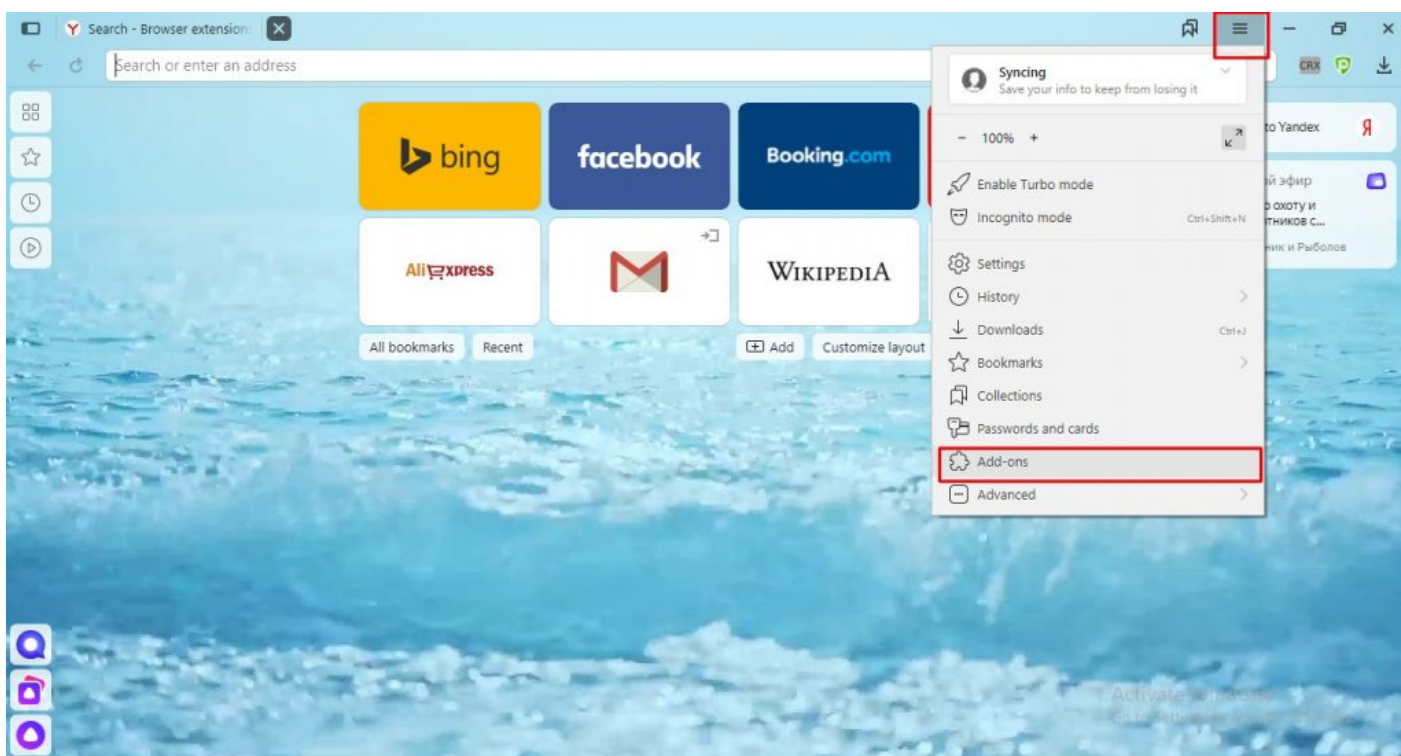 Y Search - Browser extension
Search or enter an address
CRX
Syncing
Save your info to keep from losing it
- 100% +
to Yandex Я
Enable Turbo mode
Incognito mode Ctrl+Shift+N
й эфир
охоту и
тников с...
ник и Рыболов
bing
facebook
Booking.com
AliExpress
WIKIPEDIA
All bookmarks
Recent
Add
Customize layout
Settings
History
Downloads Ctrl+J
Bookmarks
Collections
Passwords and cards
Add-ons
Advanced
Activate Windows